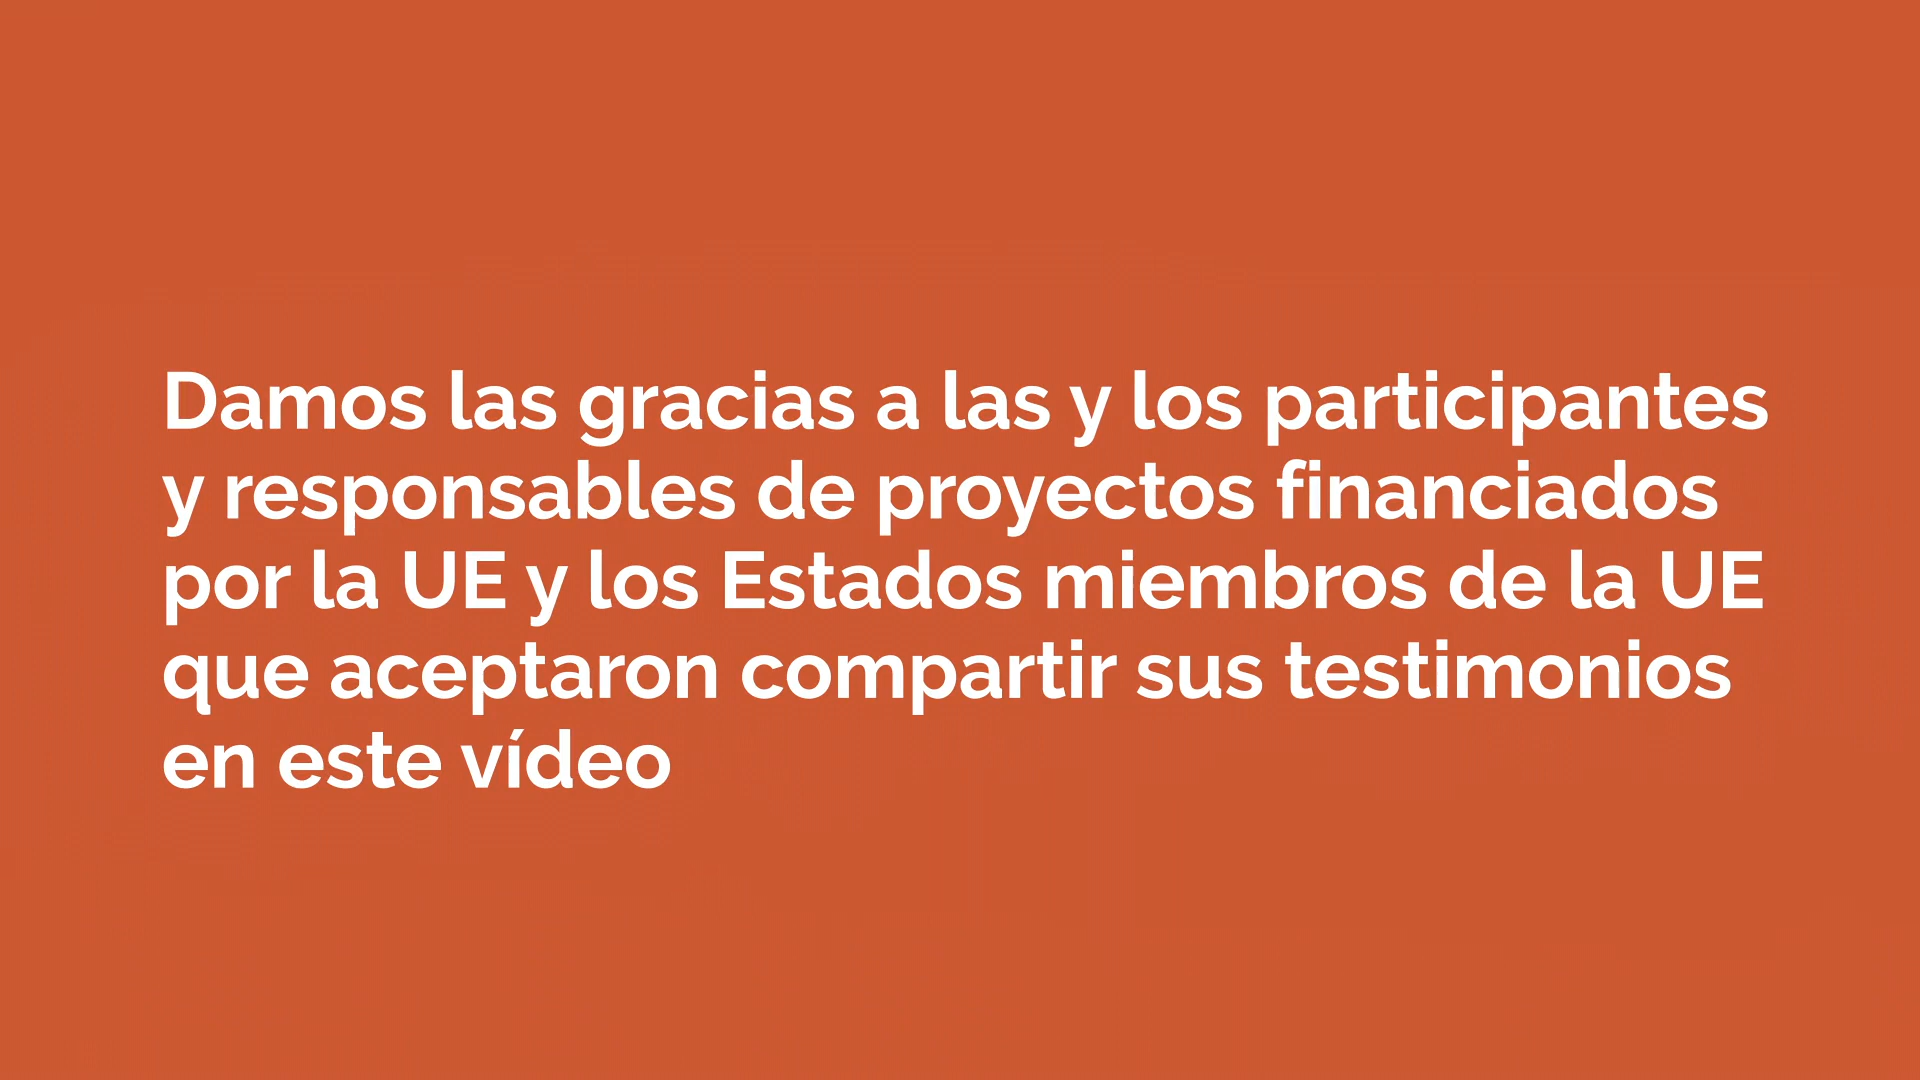 Damos las gracias a las y los participantes
y responsables de proyectos financiados
por la UE y los Estados miembros de la UE
que aceptaron compartir sus testimonios
en este vídeo